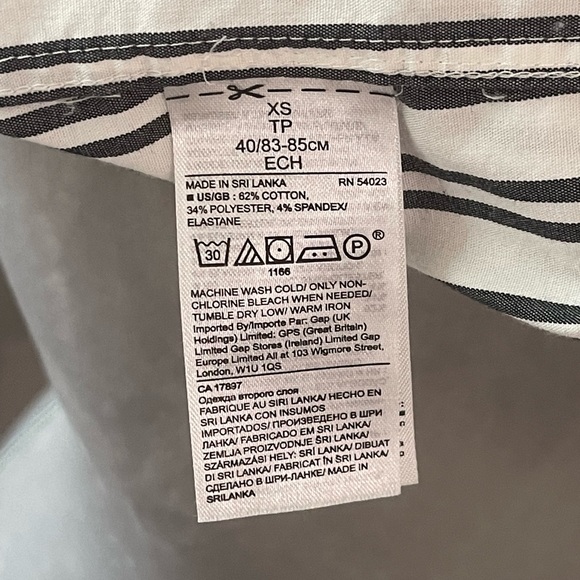 XS
TP
40/83-85CM
ECH
MADE IN SRI LANKA RN 54023
■ US/GB : 62% COTTON,
34% POLYESTER, 4% SPANDEX/
ELASTANE
30 P®
1166
MACHINE WASH COLD/ ONLY NON-
CHLORINE BLEACH WHEN NEEDED/
TUMBLE DRY LOW/ WARM IRON
Imported By/Importe Par: Gap (UK
Holdings) Limited: GPS (Great Britain)
Limited Gap Stores (Ireland) Limited Gap
Europe Limited All at 103 Wigmore Street,
London, W1U 1QS
CA 17897
Одежда второго слоя
FABRIQUÉ AU SRI LANKA/ HECHO EN
SRI LANKA CON INSUMOS
IMPORTADOS/ ПРОИЗВЕДЕНО В ШРИ
ЛАНКА/ FABRICADO EM SRI LANKA/
ZEMLJA PROIZVODNJE ŠRI LANKA/
SZÁRMAZÁSI HELY: SRÍ LANKA/ DIBUAT
DI SRI LANKA/ FABRICAT ÎN SRI LANKA/
СДЕЛАНО В ШРИ-ЛАНКЕ/ MADE IN
SRILANKA